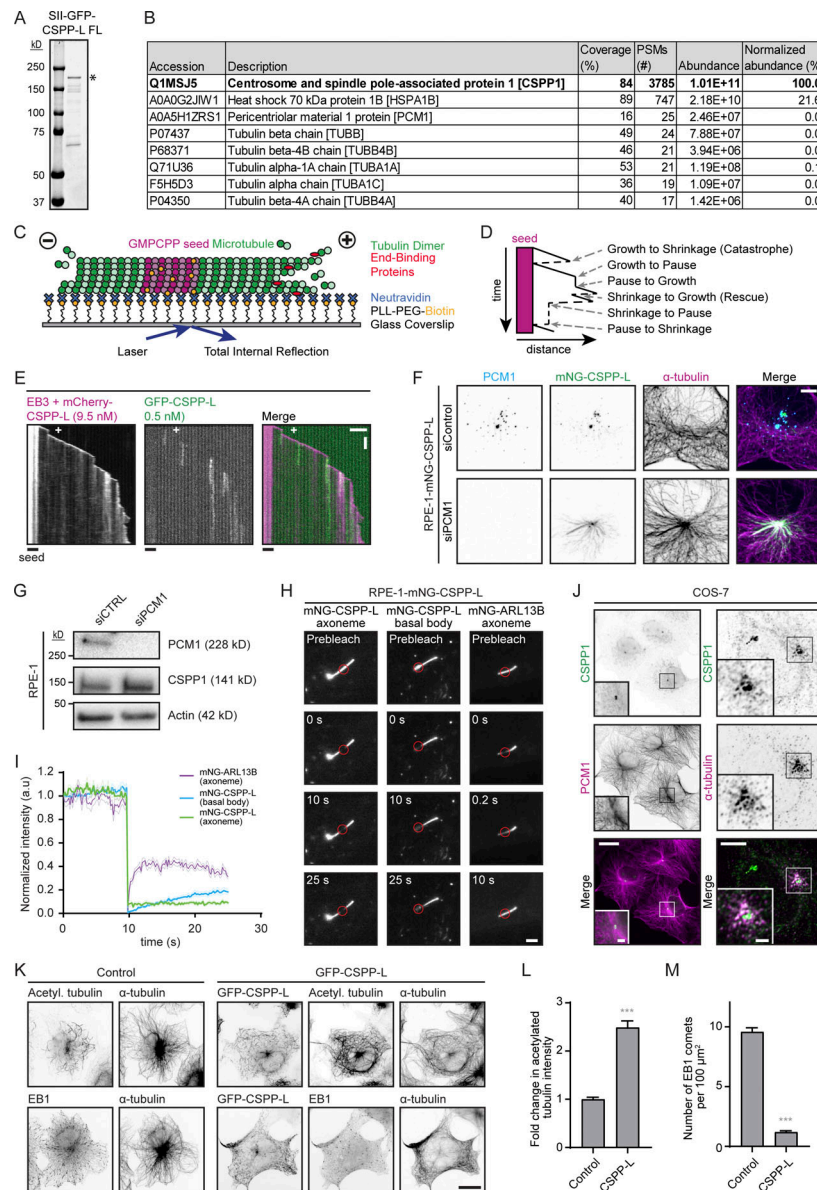 A
SII-GFP-
CSPP-L FL
kD
250
150
100
75
50
37
*
B
Accession Description Coverage (%) PSMs (#) Abundance Normalized abundance (%
Q1MSJ5 Centrosome and spindle pole-associated protein 1 [CSPP1] 84 3785 1.01E+11 100.0
A0A0G2JIW1 Heat shock 70 kDa protein 1B [HSPA1B] 89 747 2.18E+10 21.6
A0A5H1ZRS1 Pericentriolar material 1 protein [PCM1] 16 25 2.46E+07 0.0
P07437 Tubulin beta chain [TUBB] 49 24 7.88E+07 0.0
P68371 Tubulin beta-4B chain [TUBB4B] 46 21 3.94E+06 0.0
Q71U36 Tubulin alpha-1A chain [TUBA1A] 53 21 1.19E+08 0.1
F5H5D3 Tubulin alpha chain [TUBA1C] 36 19 1.09E+07 0.0
P04350 Tubulin beta-4A chain [TUBB4A] 40 17 1.42E+06 0.0
C
GMPCPP seed Microtubule
Tubulin Dimer
End-Binding
Proteins
Neutravidin
PLL-PEG-Biotin
Glass Coverslip
Laser
Total Internal Reflection
D
seed
time
distance
Growth to Shrinkage (Catastrophe)
Growth to Pause
Pause to Growth
Shrinkage to Growth (Rescue)
Shrinkage to Pause
Pause to Shrinkage
E
EB3 + mCherry-
CSPP-L (9.5 nM)
GFP-CSPP-L
0.5 nM)
Merge
+
+
+
seed
F
PCM1
mNG-CSPP-L
α-tubulin
Merge
RPE-1-mNG-CSPP-L
siControl
siPCM1
G
siCTRL
siPCM1
kD
250
150
50
RPE-1
PCM1 (228 kD)
CSPP1 (141 kD)
Actin (42 kD)
H
RPE-1-mNG-CSPP-L
mNG-CSPP-L
axoneme
mNG-CSPP-L
basal body
mNG-ARL13B
axoneme
Prebleach
Prebleach
Prebleach
0 s
0 s
0 s
10 s
10 s
0.2 s
25 s
25 s
10 s
I
Normalized intensity (a.u)
1.2
1.0
0.8
0.6
0.4
0.2
0
0
10
20
30
time (s)
mNG-ARL13B
(axoneme)
mNG-CSPP-L
(basal body)
mNG-CSPP-L
(axoneme)
J
COS-7
CSPP1
CSPP1
PCM1
α-tubulin
Merge
Merge
K
Control
GFP-CSPP-L
Acetyl. tubulin
α-tubulin
GFP-CSPP-L
Acetyl. tubulin
α-tubulin
EB1
α-tubulin
GFP-CSPP-L
EB1
α-tubulin
L
Fold change in acetylated
tubulin intensity
3
2
1
0
***
Control
CSPP-L
M
Number of EB1 comets
per 100 µm²
10
5
0
***
Control
CSPP-L